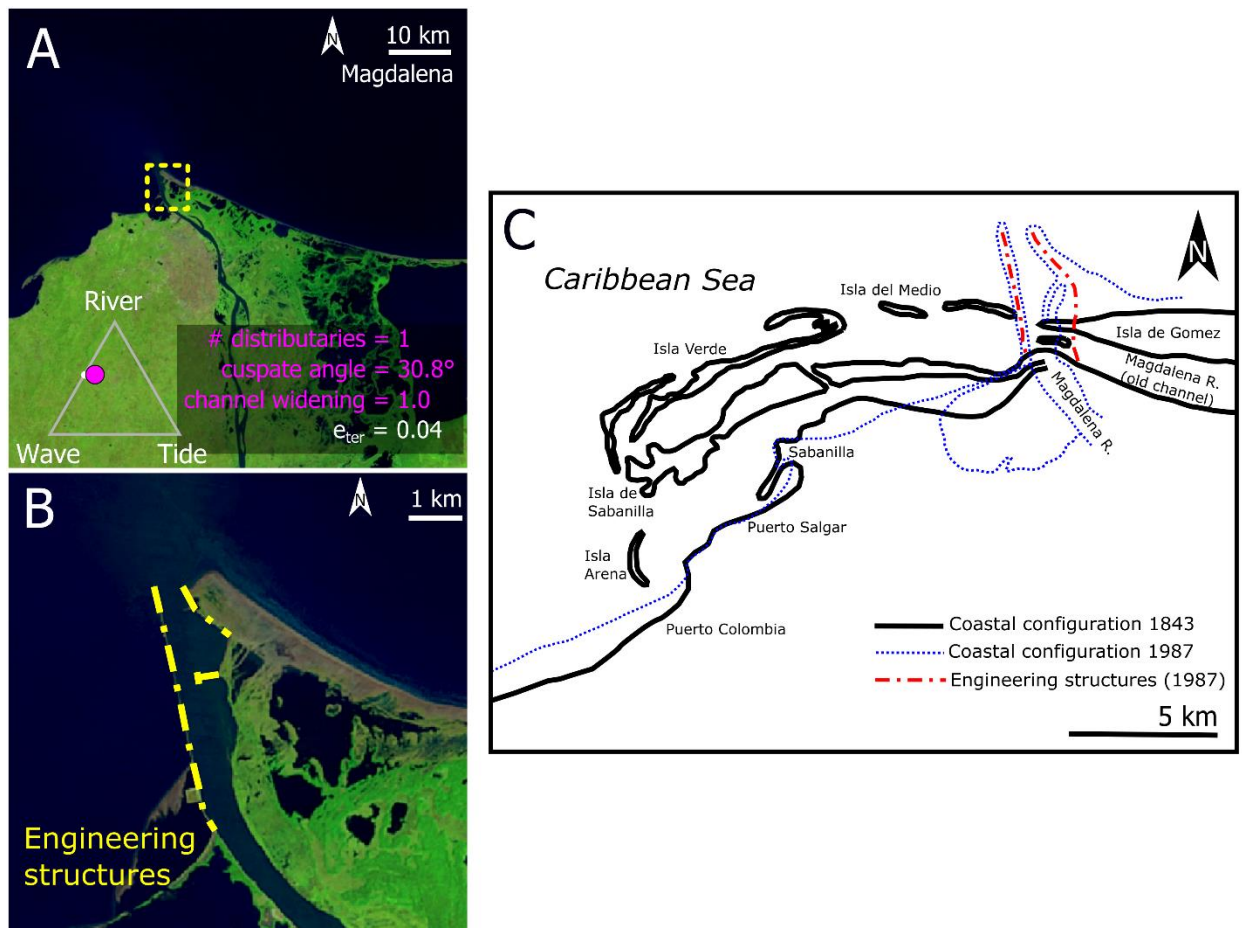 A
N
10 km
Magdalena
River
# distributaries = 1
cuspate angle = 30.8°
channel widening = 1.0
eter = 0.04
Wave
Tide
B
N
1 km
Engineering
structures
C
N
Caribbean Sea
Isla del Medio
Isla Verde
Isla de Gomez
Magdalena R.
(old channel)
Magdalena R.
Sabanilla
Isla de
Sabanilla
Puerto Salgar
Isla
Arena
Puerto Colombia
Coastal configuration 1843
Coastal configuration 1987
Engineering structures (1987)
5 km